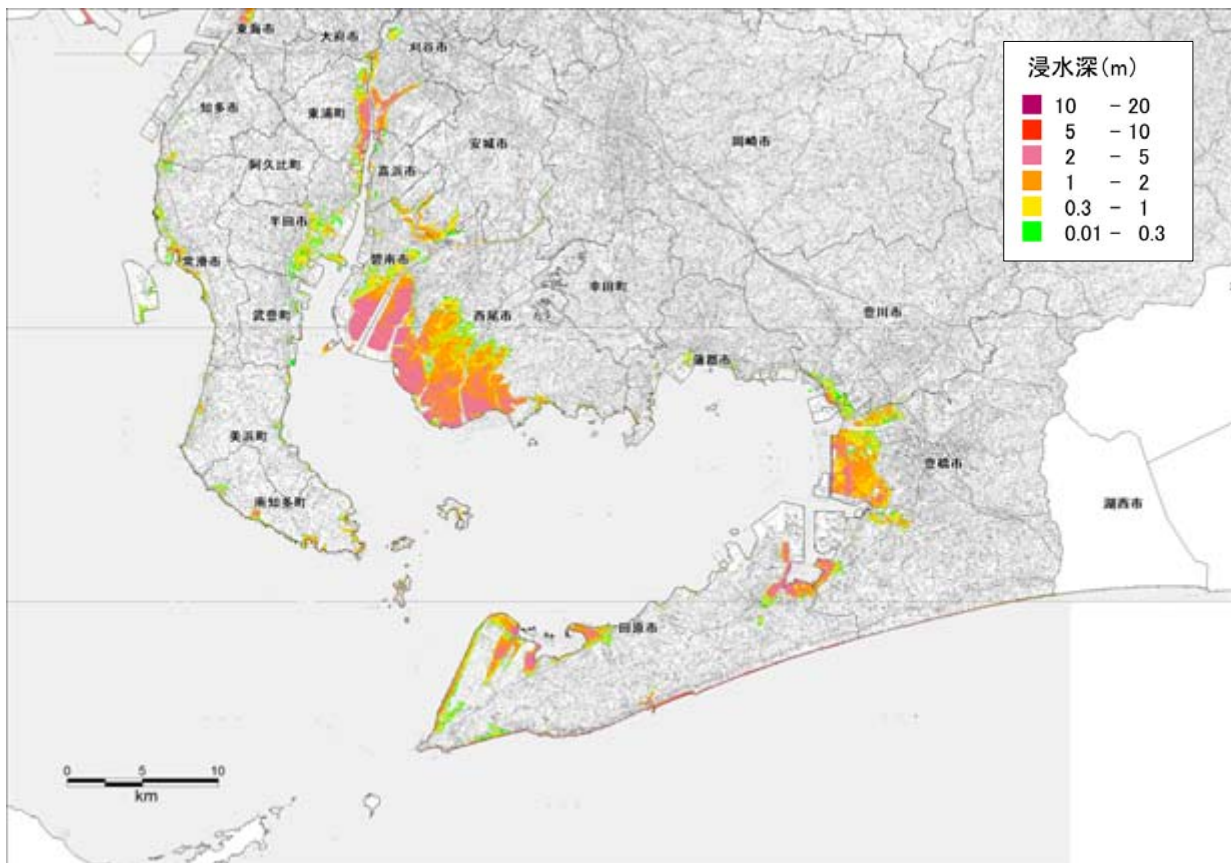 東海市
大府市
刈谷市
浸水深(m)
10 - 20
5 - 10
2 - 5
1 - 2
0.3 - 1
0.01 - 0.3
知多市
東浦町
安城市
岡崎市
阿久比町
高浜市
半田市
碧南市
常滑市
幸田町
西尾市
豊川市
武豊町
蒲郡市
美浜町
豊橋市
南知多町
湖西市
田原市
0 5 10
km